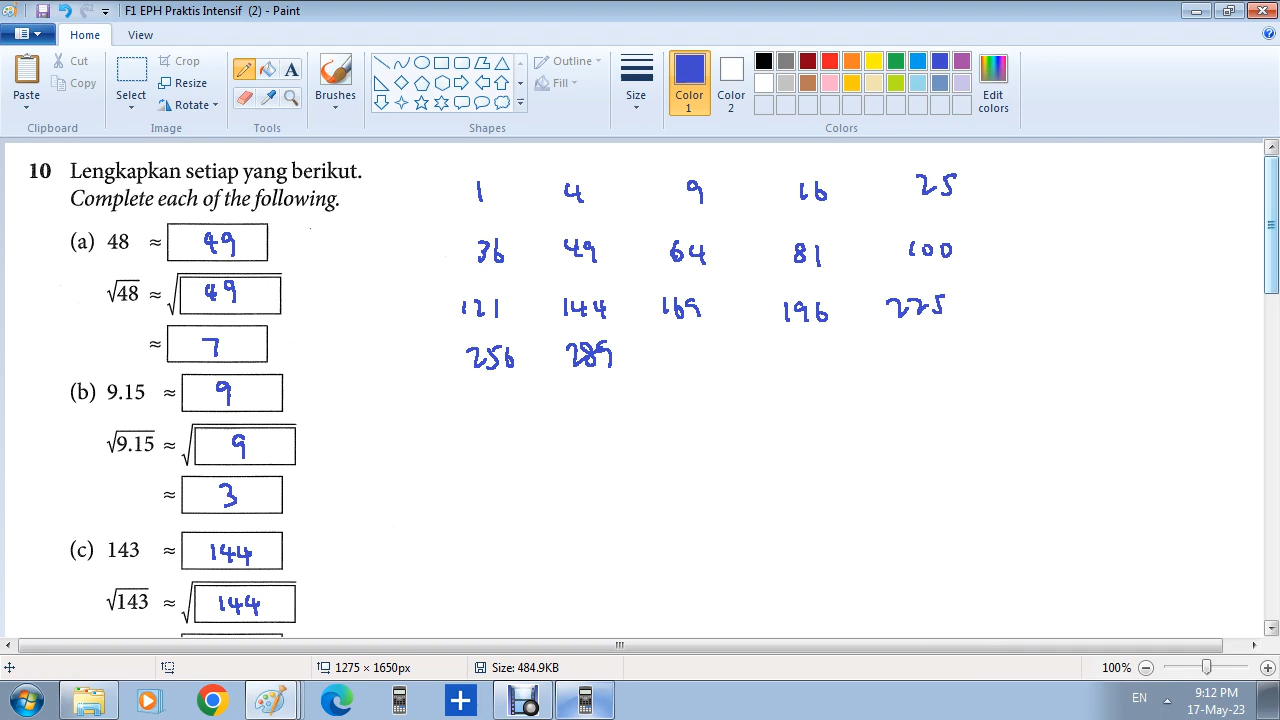 F1 EPH Praktis Intensif (2) - Paint
Home View
Paste
Cut
Copy
Clipboard
Select
Crop
Resize
Rotate
Image
Tools
Brushes
Shapes
Outline
Fill
Size
Color 1
Color 2
Edit colors
Colors
10 Lengkapkan setiap yang berikut.
Complete each of the following.
(a) 48 ≈ 49
√48 ≈ √49
≈ 7
(b) 9.15 ≈ 9
√9.15 ≈ √9
≈ 3
(c) 143 ≈ 144
√143 ≈ √144
1 4 9 16 25
36 49 64 81 100
121 144 169 196 225
256 289
1275 × 1650px
Size: 484.9KB
100%
EN
9:12 PM
17-May-23